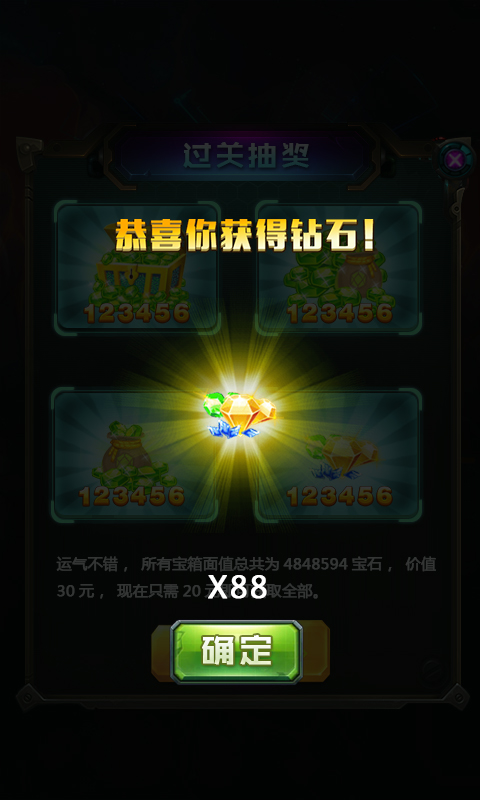 过关抽奖
恭喜你获得钻石！
123456
123456
123456
123456
运气不错， 所有宝箱面值总共为 4848594 宝石， 价值
30 元， 现在只需 20 元 取全部。
X88
确定